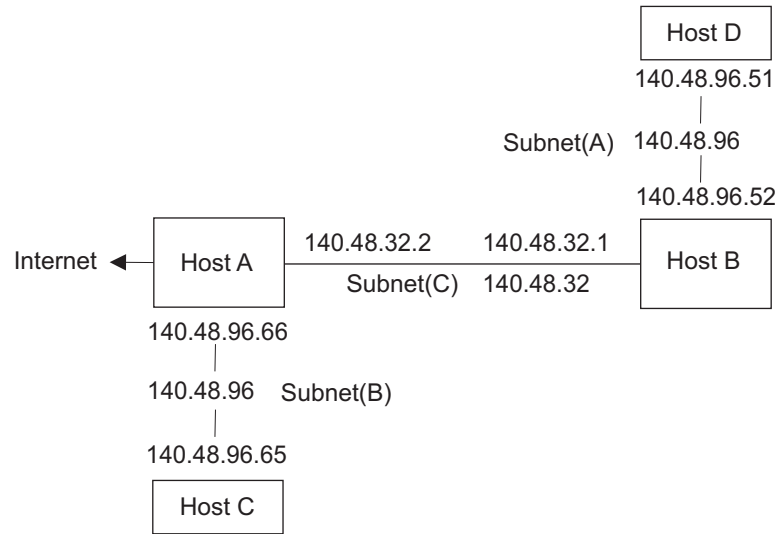 Host D
140.48.96.51
Subnet(A) 140.48.96
140.48.96.52
140.48.32.2 140.48.32.1
Internet Host A Host B
Subnet(C) 140.48.32
140.48.96.66
140.48.96 Subnet(B)
140.48.96.65
Host C